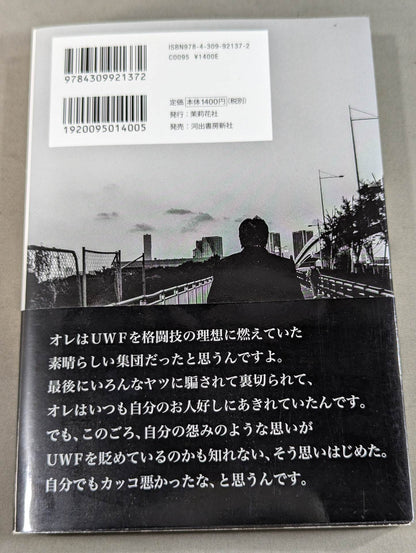 ISBN978-4-309-92137-2
C0095 ¥1400E
9784309921372
定価 本体1400円(税別)
発行:茉莉花社
発売:河出書房新社
1920095014005
オレはUWFを格闘技の理想に燃えていた
素晴らしい集団だったと思うんですよ。
最後にいろんなヤツに騙されて裏切られて、
オレはいつも自分のお人好しにあきれていたんです。
でも、このごろ、自分の怨みのような思いが
UWFを貶めているのかも知れない、そう思いはじめた。
自分でもカッコ悪かったな、と思うんです。